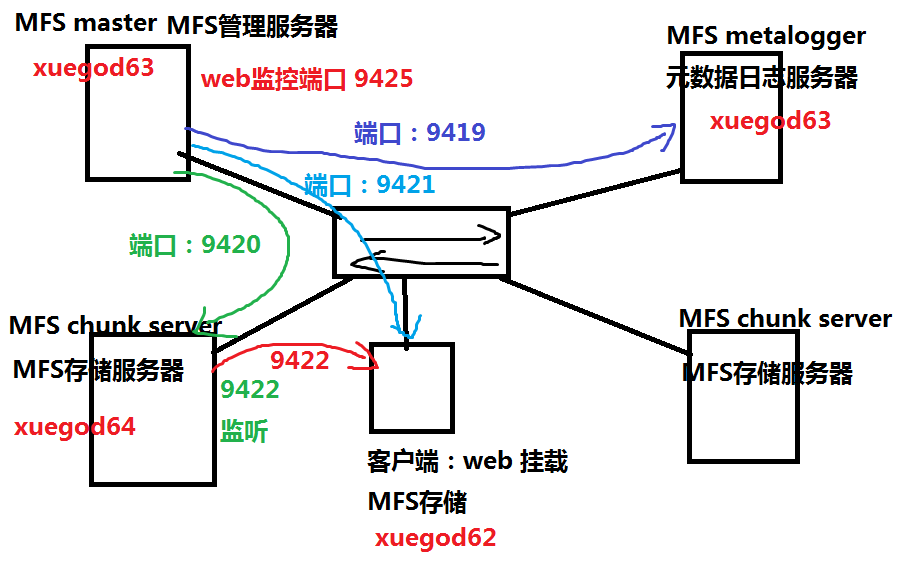 MFS master MFS管理服务器
xuegod63
web监控端口 9425
MFS metalogger
元数据日志服务器
xuegod63
端口：9419
端口：9421
端口：9420
MFS chunk server
MFS存储服务器
xuegod64
9422
9422
监听
客户端：web 挂载
MFS存储
xuegod62
MFS chunk server
MFS存储服务器